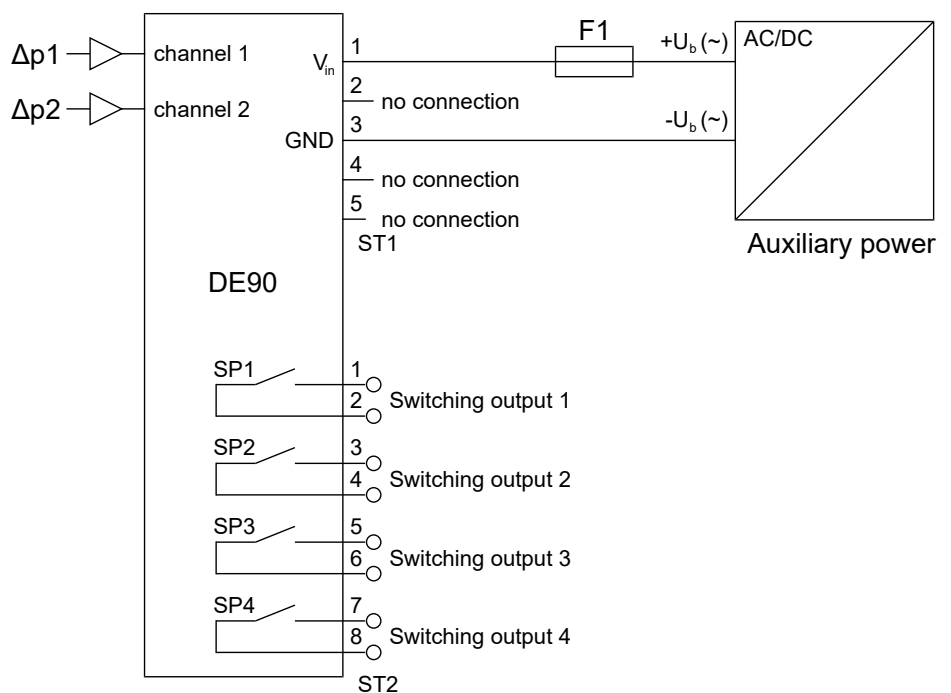 Δp1
channel 1
Δp2
channel 2
V_in
GND
DE90
1
2
no connection
3
4
no connection
5
no connection
ST1
F1
+U_b (~)
-U_b (~)
AC/DC
Auxiliary power
SP1
1
2
Switching output 1
SP2
3
4
Switching output 2
SP3
5
6
Switching output 3
SP4
7
8
Switching output 4
ST2